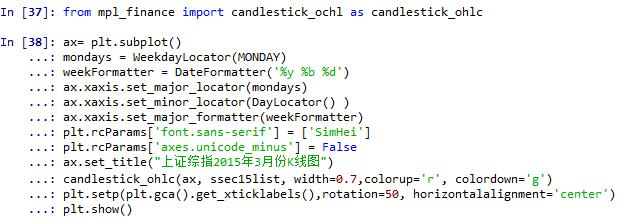 In [37]: from mpl_finance import candlestick_ochl as candlestick_ohlc
In [38]: ax= plt.subplot()
...: mondays = WeekdayLocator(MONDAY)
...: weekFormatter = DateFormatter('%y %b %d')
...: ax.xaxis.set_major_locator(mondays)
...: ax.xaxis.set_minor_locator(DayLocator() )
...: ax.xaxis.set_major_formatter(weekFormatter)
...: plt.rcParams['font.sans-serif'] = ['SimHei']
...: plt.rcParams['axes.unicode_minus'] = False
...: ax.set_title("上证综指2015年3月份K线图")
...: candlestick_ohlc(ax, ssec15list, width=0.7,colorup='r', colordown='g')
...: plt.setp(plt.gca().get_xticklabels(),rotation=50, horizontalalignment='center')
...: plt.show()